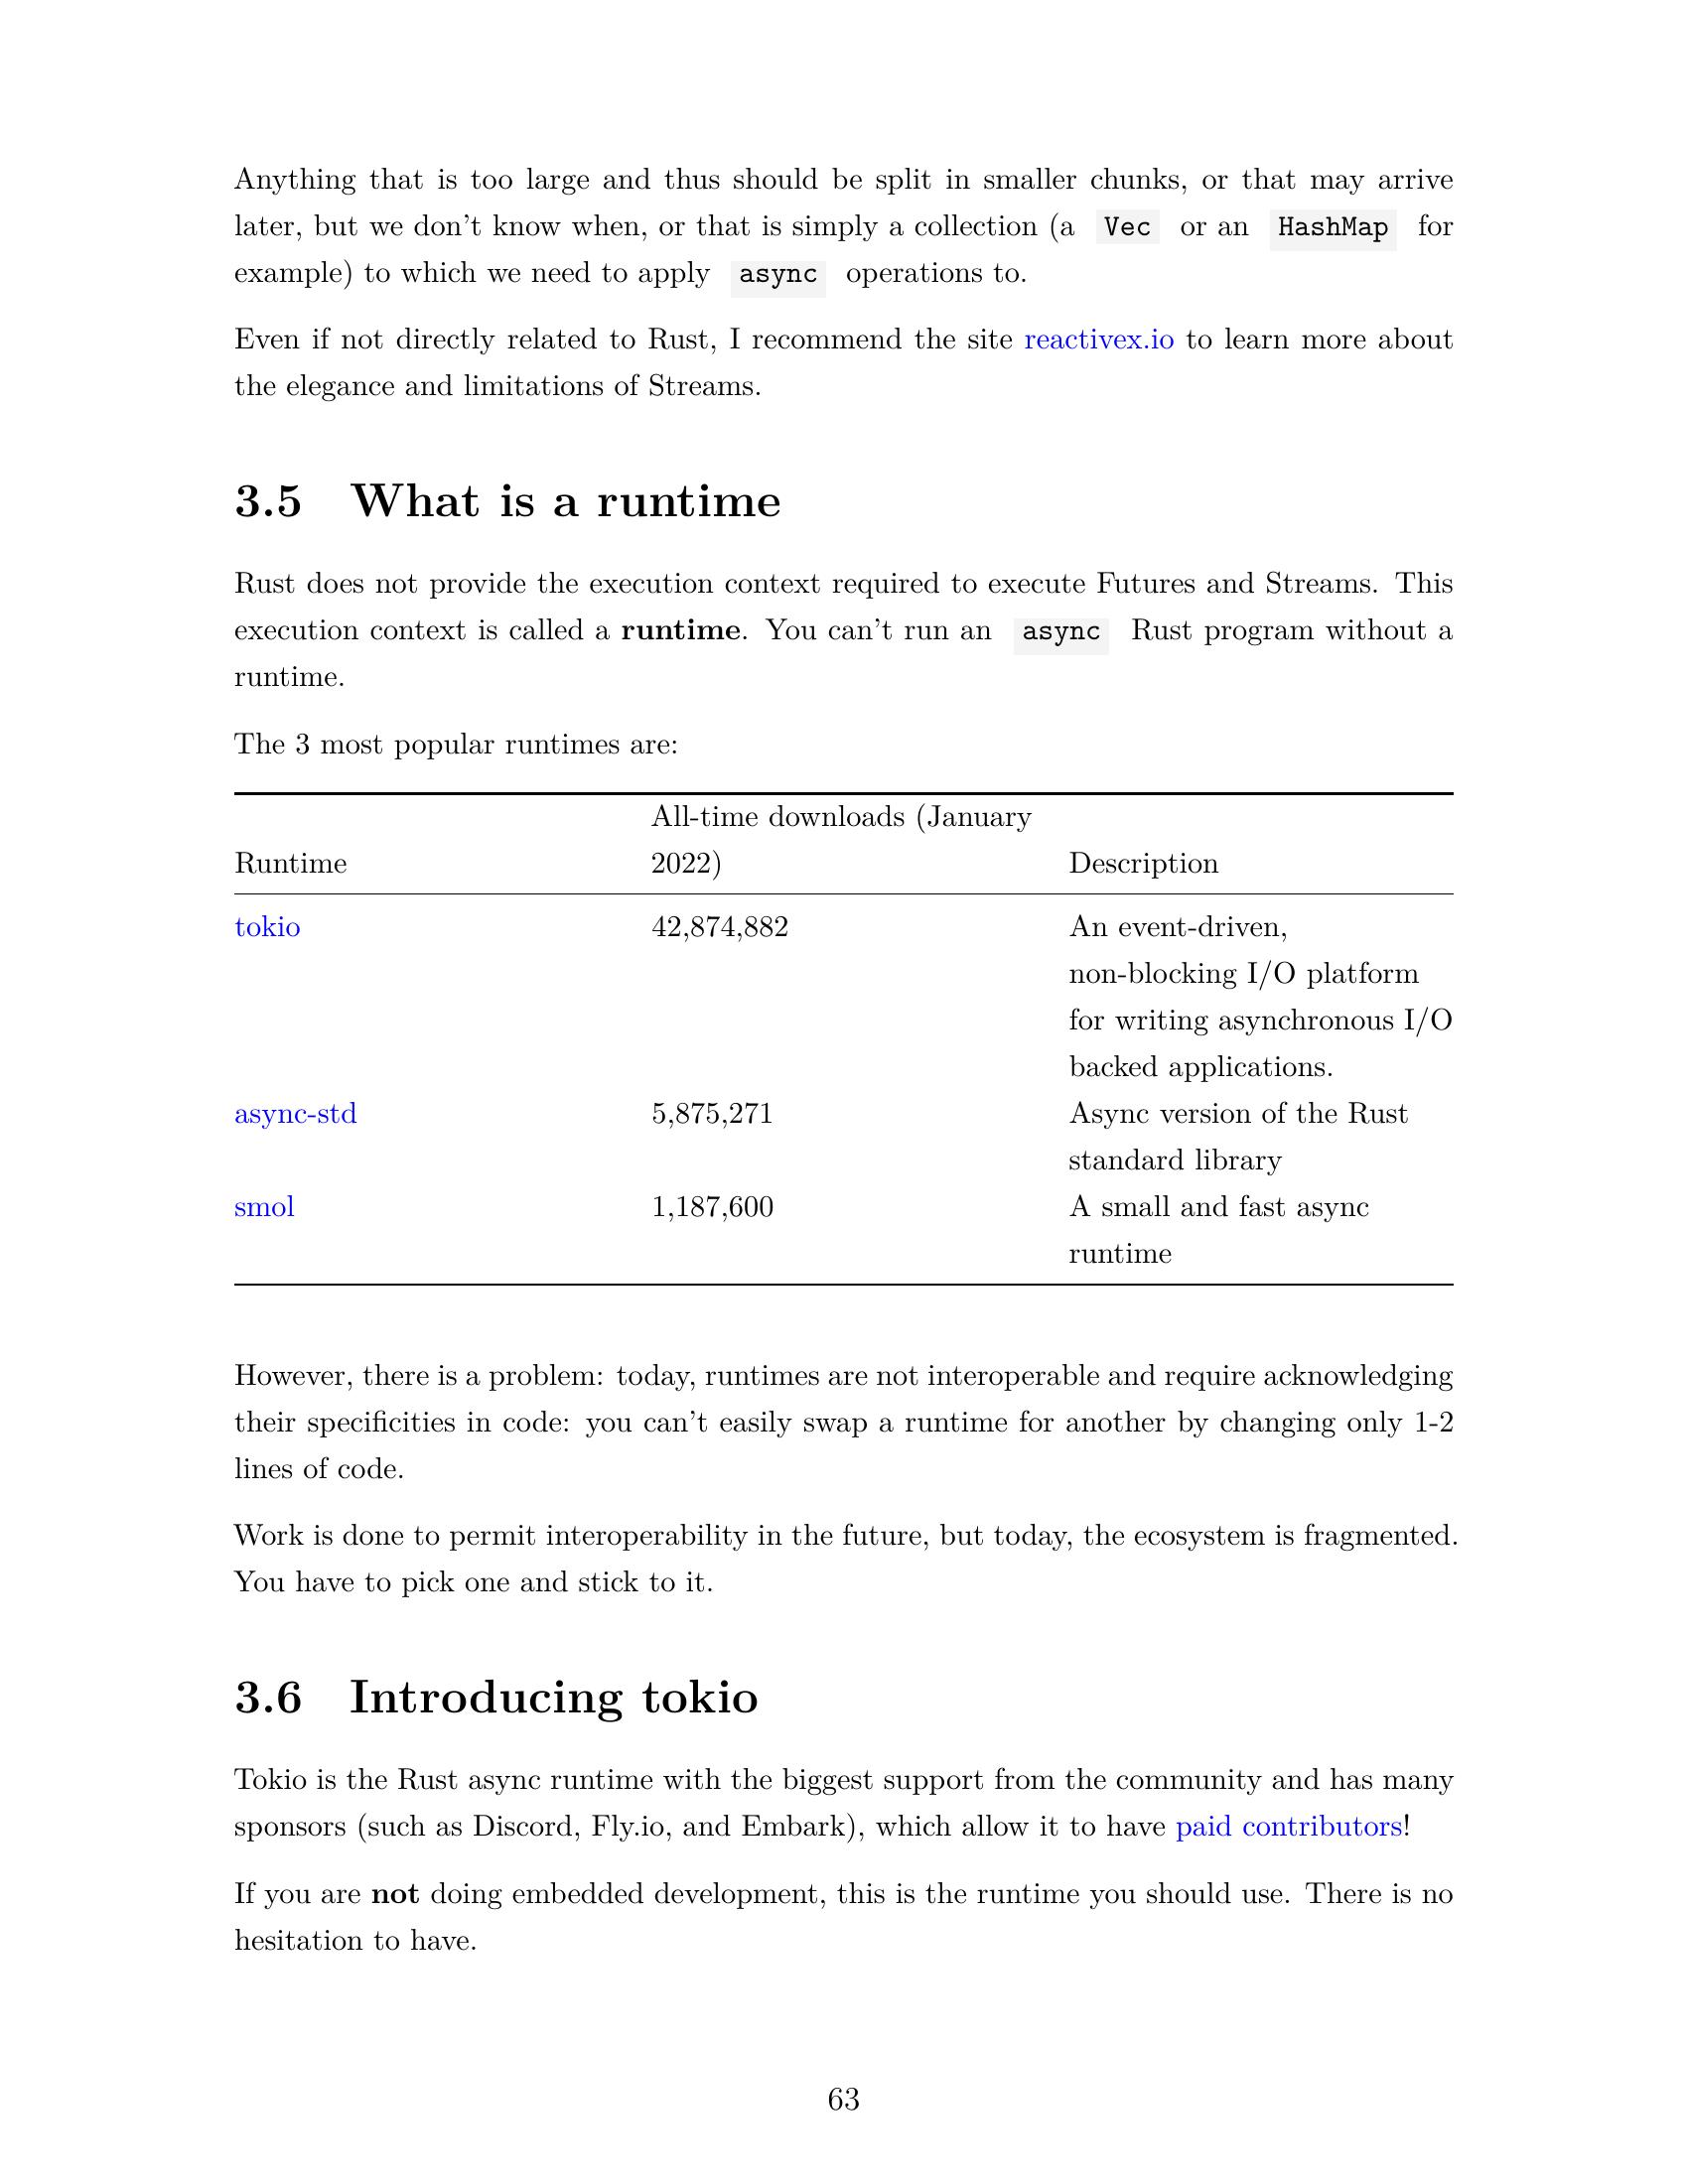 Anything that is too large and thus should be split in smaller chunks, or that may arrive
later, but we don't know when, or that is simply a collection (a Vec or an HashMap for
example) to which we need to apply async operations to.
Even if not directly related to Rust, I recommend the site reactivex.io to learn more about
the elegance and limitations of Streams.
3.5 What is a runtime
Rust does not provide the execution context required to execute Futures and Streams. This
execution context is called a runtime. You can't run an async Rust program without a
runtime.
The 3 most popular runtimes are:
All-time downloads (January
Runtime 2022) Description
tokio 42,874,882 An event-driven,
non-blocking I/O platform
for writing asynchronous I/O
backed applications.
async-std 5,875,271 Async version of the Rust
standard library
smol 1,187,600 A small and fast async
runtime
However, there is a problem: today, runtimes are not interoperable and require acknowledging
their specificities in code: you can't easily swap a runtime for another by changing only 1-2
lines of code.
Work is done to permit interoperability in the future, but today, the ecosystem is fragmented.
You have to pick one and stick to it.
3.6 Introducing tokio
Tokio is the Rust async runtime with the biggest support from the community and has many
sponsors (such as Discord, Fly.io, and Embark), which allow it to have paid contributors!
If you are not doing embedded development, this is the runtime you should use. There is no
hesitation to have.
63